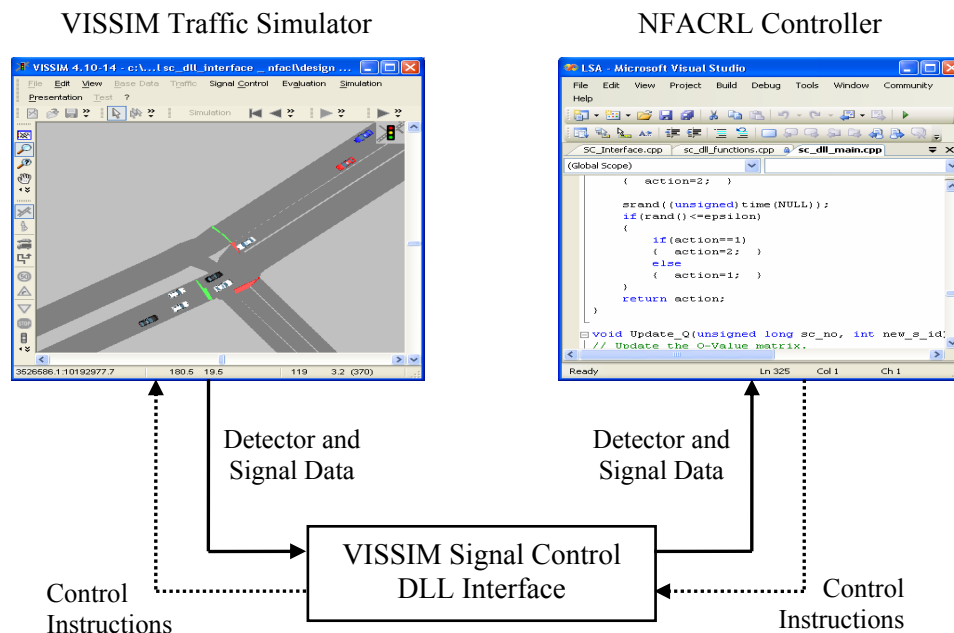 VISSIM Traffic Simulator
NFACRL Controller
VISSIM 4.10-14 - c:\...l sc_dll_interface _ nfacl\design ...
File Edit View Base Data Traffic Signal Control Evaluation Simulation
Presentation Test ?
Simulation
3526586.1:10192977.7 180.5 19.5 119 3.2 (370)
LSA - Microsoft Visual Studio
File Edit View Project Build Debug Tools Window Community
Help
SC_Interface.cpp sc_dll_functions.cpp sc_dll_main.cpp
(Global Scope)
{ action=2; }
srand((unsigned)time(NULL));
if(rand()<=epsilon)
{
if(action==1)
{ action=2; }
else
{ action=1; }
}
return action;
}
void Update_Q(unsigned long sc_no, int new_s_id)
// Update the Q-Value matrix.
Ready Ln 325 Col 1 Ch 1
Detector and
Signal Data
Detector and
Signal Data
VISSIM Signal Control
DLL Interface
Control
Instructions
Control
Instructions